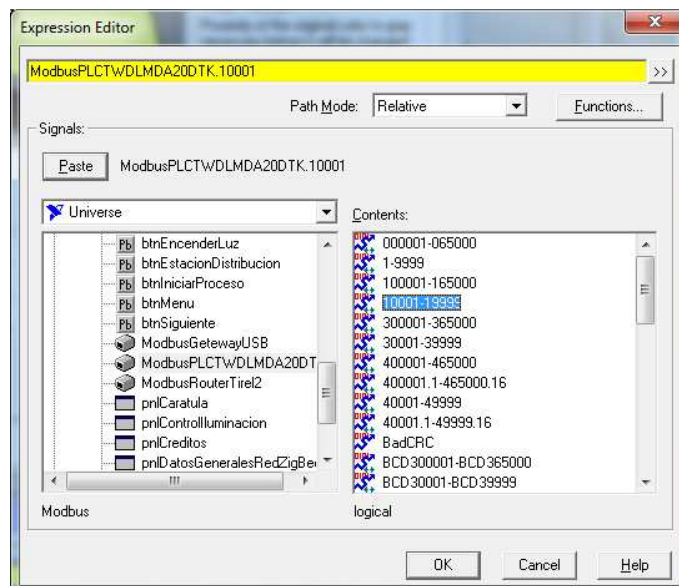 Expression Editor
ModbusPLCTWDLMDA20DTK.10001
>>
Path Mode: Relative
Functions...
Signals:
Paste
ModbusPLCTWDLMDA20DTK.10001
Universe
Contents:
btnEncenderLuz
btnEstacionDistribucion
btnIniciarProceso
btnMenu
btnSiguiente
ModbusGetewayUSB
ModbusPLCTWDLMDA20DT
ModbusRouterTirel2
pnlCaratula
pnlControlIluminacion
pnlCreditos
pnlDatosGeneralesRedZigBe
000001-065000
1-9999
100001-165000
10001-19999
300001-365000
30001-39999
400001-465000
400001.1-465000.16
40001-49999
40001.1-49999.16
BadCRC
BCD300001-BCD365000
BCD30001-BCD39999
Modbus
logical
OK
Cancel
Help